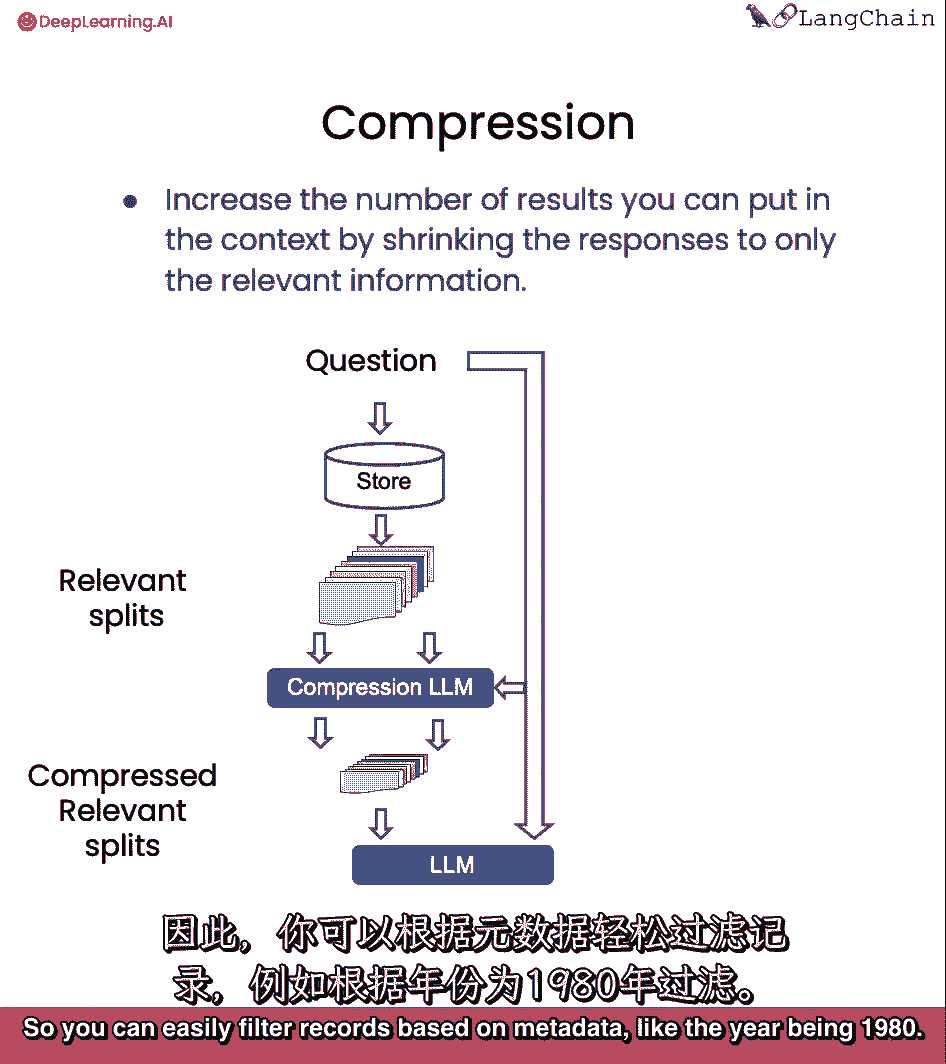 DeepLearning.AI
LangChain
Compression
● Increase the number of results you can put in
the context by shrinking the responses to only
the relevant information.
Question
Store
Relevant
splits
Compression LLM
Compressed
Relevant
splits
LLM
因此，你可以根据元数据轻松过滤记
录，例如根据年份为1980年过滤。
So you can easily filter records based on metadata, like the year being 1980.